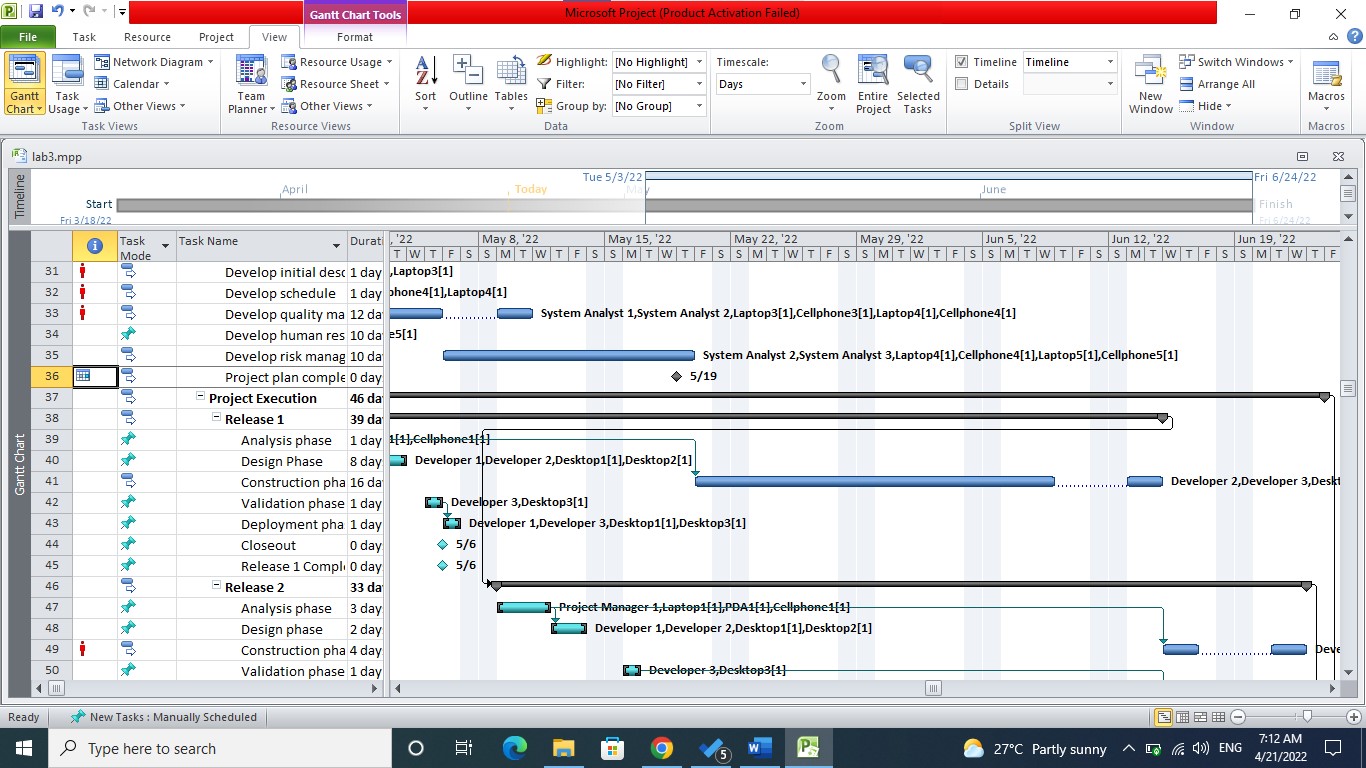 Gantt Chart Tools
Microsoft Project (Product Activation Failed)
File Task Resource Project View Format
Gantt Chart
Task Usage
Network Diagram
Calendar
Other Views
Task Views
Team Planner
Resource Usage
Resource Sheet
Other Views
Resource Views
Sort
Outline
Tables
Highlight: [No Highlight]
Filter: [No Filter]
Group by: [No Group]
Data
Timescale:
Days
Zoom
Entire Project
Selected Tasks
Zoom
Timeline Timeline
Details
Split View
New Window
Switch Windows
Arrange All
Hide
Window
Macros
Macros
lab3.mpp
Timeline
Tue 5/3/22 Fri 6/24/22
April Today May June
Start Finish
Fri 3/18/22 Fri 6/24/22
Gantt Chart
Task Mode Task Name Durati
, '22 May 8, '22 May 15, '22 May 22, '22 May 29, '22 Jun 5, '22 Jun 12, '22 Jun 19, '22
T W T F S S M T W T F S S M T W T F S S M T W T F S S M T W T F S S M T W T F S S M T W T F S S M T W T F
31 Develop initial desc 1 day ,Laptop3[1]
32 Develop schedule 1 day phone4[1],Laptop4[1]
33 Develop quality ma 12 da System Analyst 1,System Analyst 2,Laptop3[1],Cellphone3[1],Laptop4[1],Cellphone4[1]
34 Develop human res 10 da e5[1]
35 Develop risk manag 10 da System Analyst 2,System Analyst 3,Laptop4[1],Cellphone4[1],Laptop5[1],Cellphone5[1]
36 Project plan comple 0 day 5/19
37 Project Execution 46 da
38 Release 1 39 da
39 Analysis phase 1 day 1[1],Cellphone1[1]
40 Design Phase 8 day Developer 1,Developer 2,Desktop1[1],Desktop2[1]
41 Construction pha 16 da Developer 2,Developer 3,Deskt
42 Validation phase 1 day Developer 3,Desktop3[1]
43 Deployment pha 1 day Developer 1,Developer 3,Desktop1[1],Desktop3[1]
44 Closeout 0 day 5/6
45 Release 1 Compl 0 day 5/6
46 Release 2 33 da
47 Analysis phase 3 day Project Manager 1,Laptop1[1],PDA1[1],Cellphone1[1]
48 Design phase 2 day Developer 1,Developer 2,Desktop1[1],Desktop2[1]
49 Construction pha 4 day Deve
50 Validation phase 1 day Developer 3,Desktop3[1]
Ready New Tasks : Manually Scheduled
Type here to search
5
27°C Partly sunny ENG
7:12 AM
4/21/2022